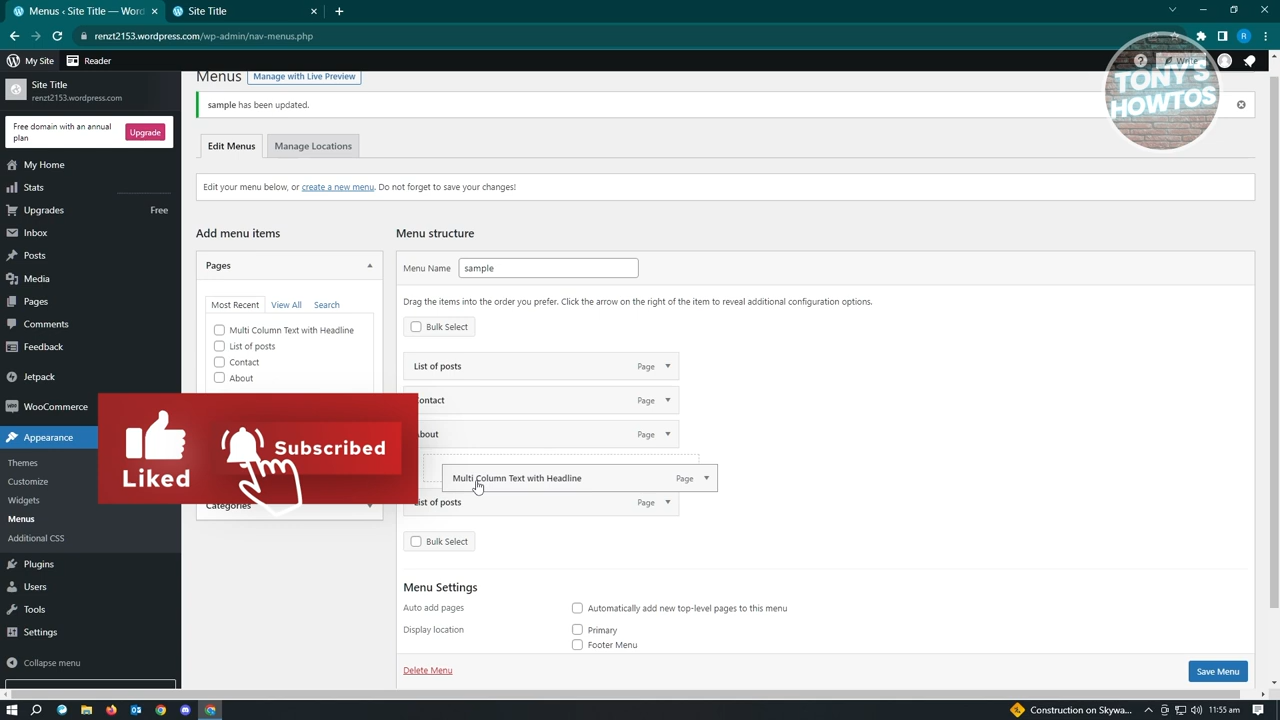 Menus ‹ Site Title — WordPress
Site Title
renzt2153.wordpress.com/wp-admin/nav-menus.php
My Site
Reader
Write
TONY'S
HOWTOS
Site Title
renzt2153.wordpress.com
Free domain with an annual
plan
Upgrade
My Home
Stats
Upgrades
Free
Inbox
Posts
Media
Pages
Comments
Feedback
Jetpack
WooCommerce
Appearance
Themes
Customize
Widgets
Menus
Additional CSS
Plugins
Users
Tools
Settings
Collapse menu
Menus
Manage with Live Preview
sample has been updated.
Edit Menus
Manage Locations
Edit your menu below, or create a new menu. Do not forget to save your changes!
Add menu items
Pages
Most Recent
View All
Search
Multi Column Text with Headline
List of posts
Contact
About
Categories
Liked
Subscribed
Menu structure
Menu Name
sample
Drag the items into the order you prefer. Click the arrow on the right of the item to reveal additional configuration options.
Bulk Select
List of posts
Page
ontact
Page
bout
Page
Multi Column Text with Headline
Page
List of posts
Page
Bulk Select
Menu Settings
Auto add pages
Automatically add new top-level pages to this menu
Display location
Primary
Footer Menu
Delete Menu
Save Menu
Construction on Skywa...
11:55 am